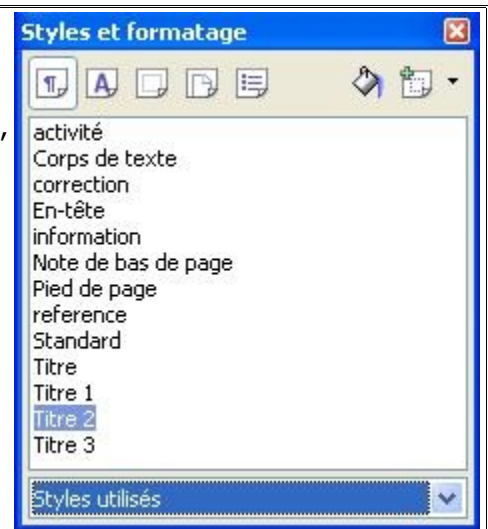 Styles et formatage
,
activité
Corps de texte
correction
En-tête
information
Note de bas de page
Pied de page
reference
Standard
Titre
Titre 1
Titre 2
Titre 3
Styles utilisés